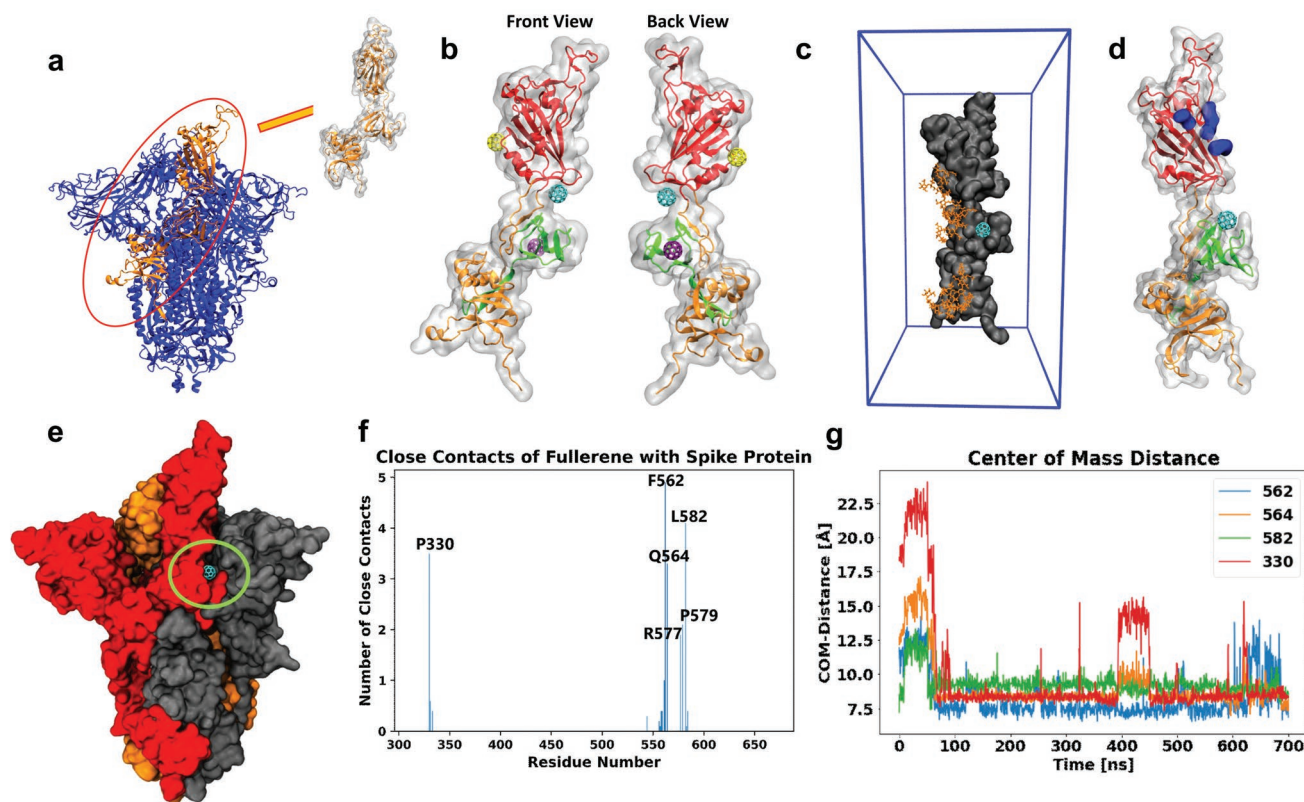 a
b
Front View
Back View
c
d
e
f
Close Contacts of Fullerene with Spike Protein
Number of Close Contacts
5
4
3
2
1
0
F562
L582
P330
Q564
P579
R577
300
350
400
450
500
550
600
650
Residue Number
g
Center of Mass Distance
COM-Distance [Å]
22.5
20.0
17.5
15.0
12.5
10.0
7.5
562
564
582
330
0
100
200
300
400
500
600
700
Time [ns]